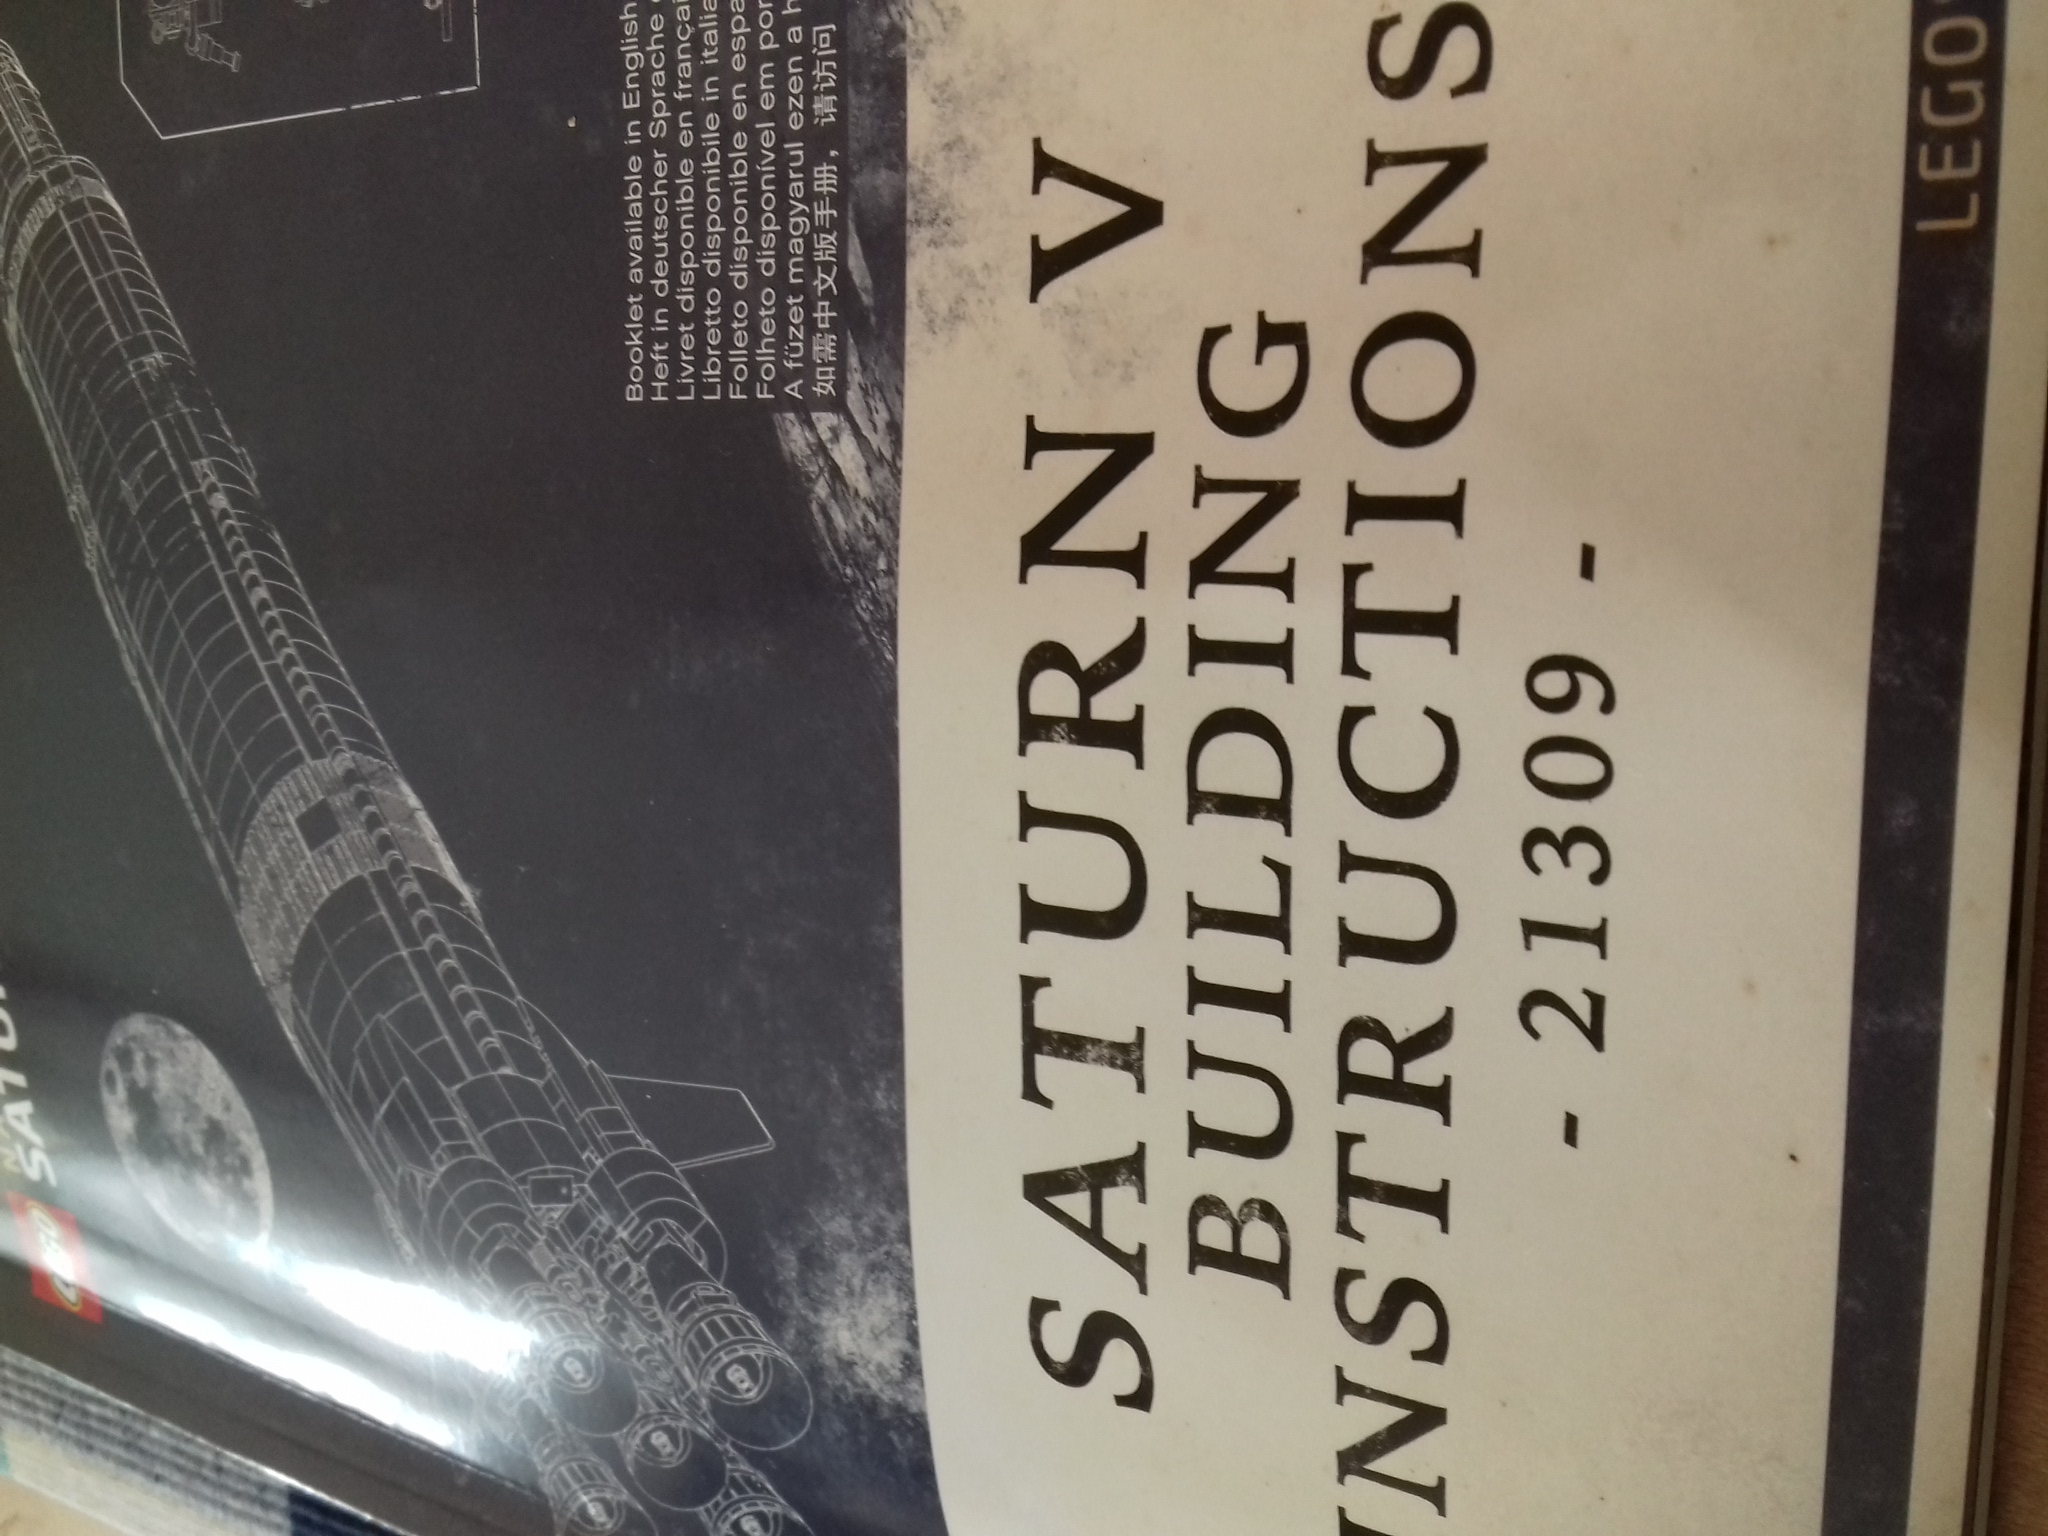 LEGO
SATUR
Booklet available in English
Heft in deutscher Sprache
Livret disponible en françai
Libretto disponibile in italia
Folleto disponible en espa
Folheto disponível em por
A füzet magyarul ezen a h
如需中文版手册，请访问
SATURN V
BUILDING
INSTRUCTIONS
- 21309 -
LEGO